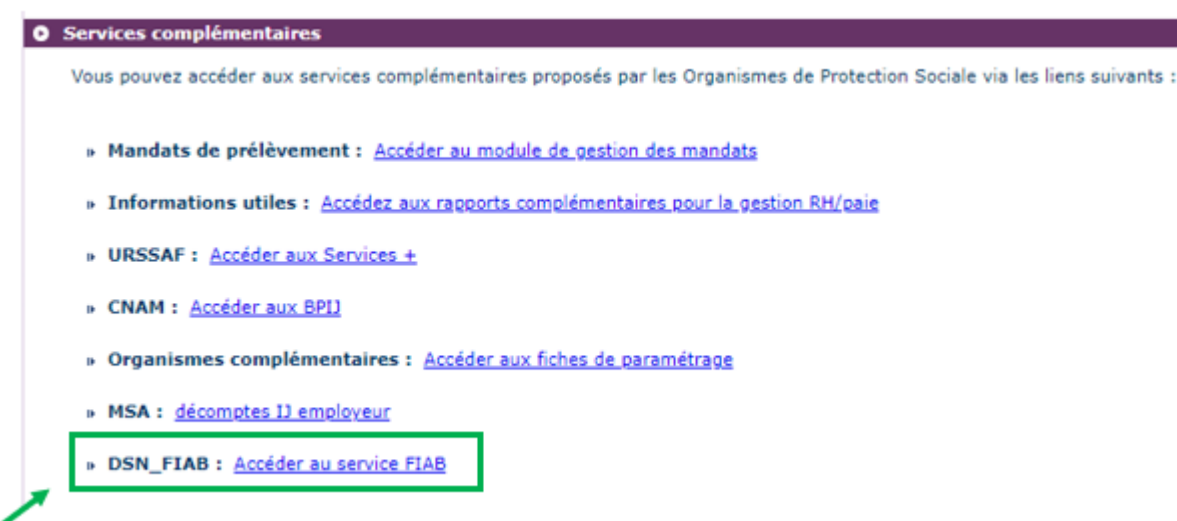 Services complémentaires
Vous pouvez accéder aux services complémentaires proposés par les Organismes de Protection Sociale via les liens suivants :
Mandats de prélèvement : Accéder au module de gestion des mandats
Informations utiles : Accédez aux rapports complémentaires pour la gestion RH/paie
URSSAF : Accéder aux Services +
CNAM : Accéder aux BPIJ
Organismes complémentaires : Accéder aux fiches de paramétrage
MSA : décomptes IJ employeur
DSN_FIAB : Accéder au service FIAB